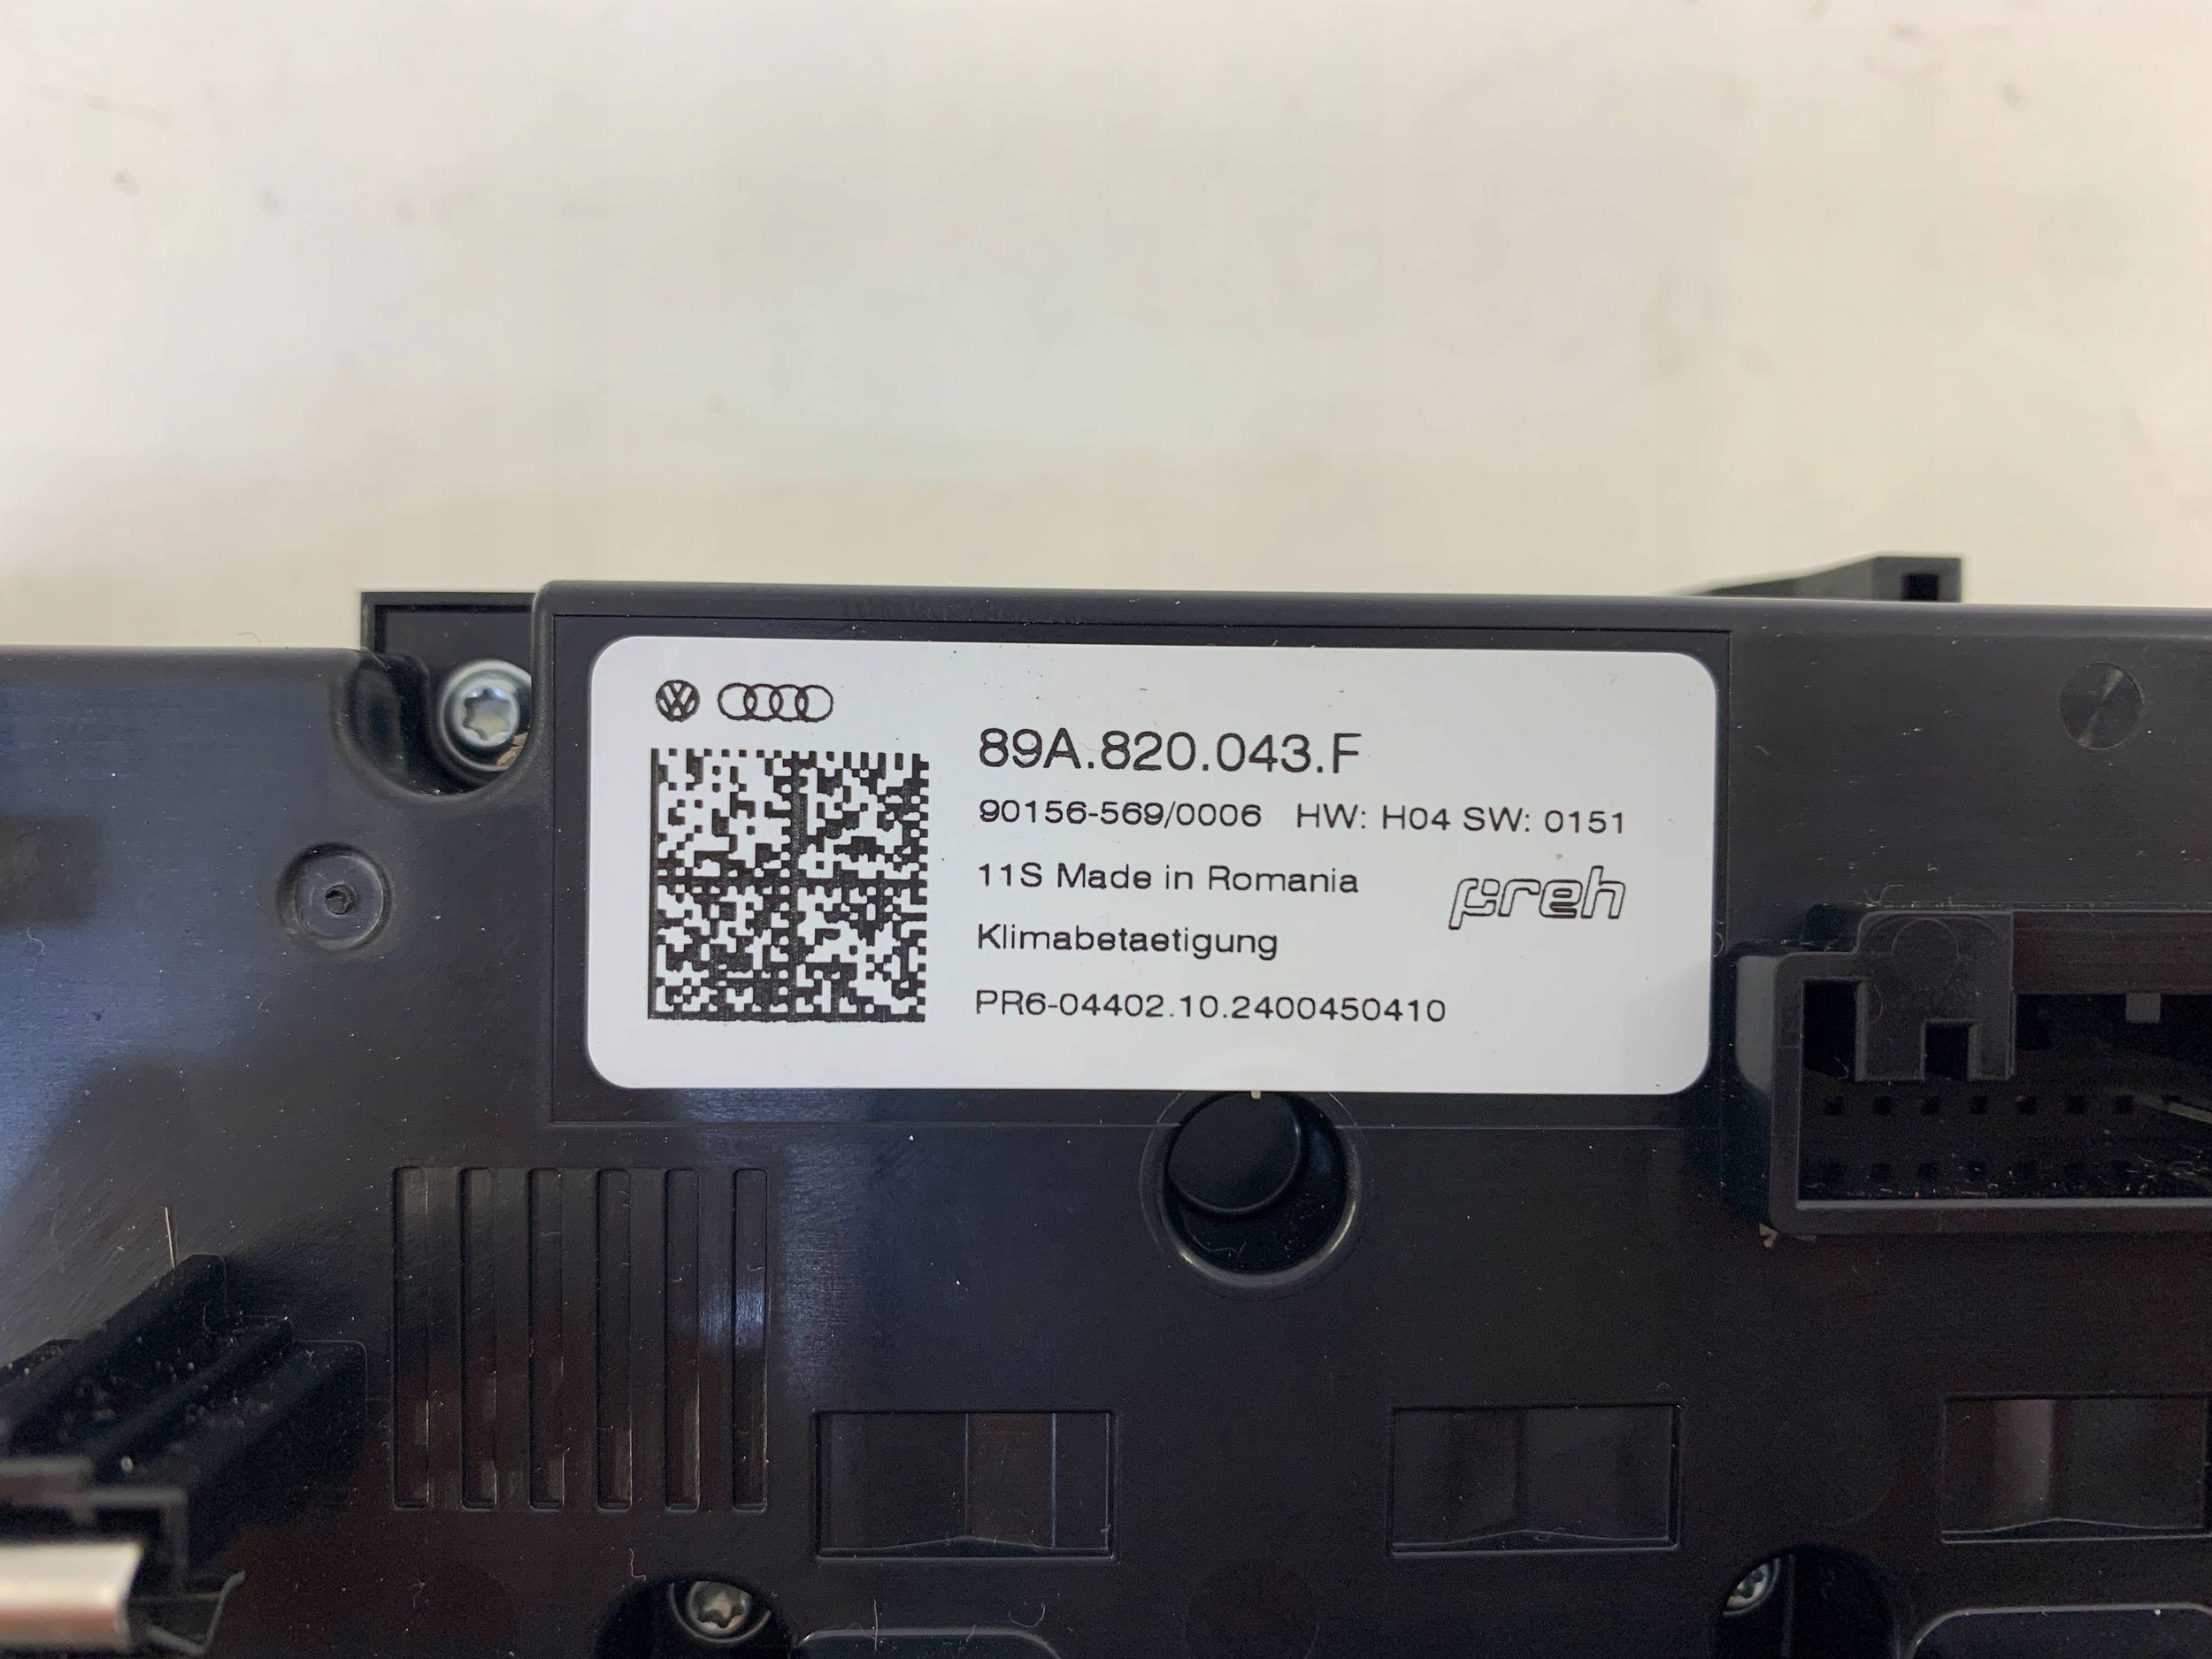 89A.820.043.F
90156-569/0006 HW: H04 SW: 0151
11S Made in Romania
preh
Klimabetaetigung
PR6-04402.10.2400450410